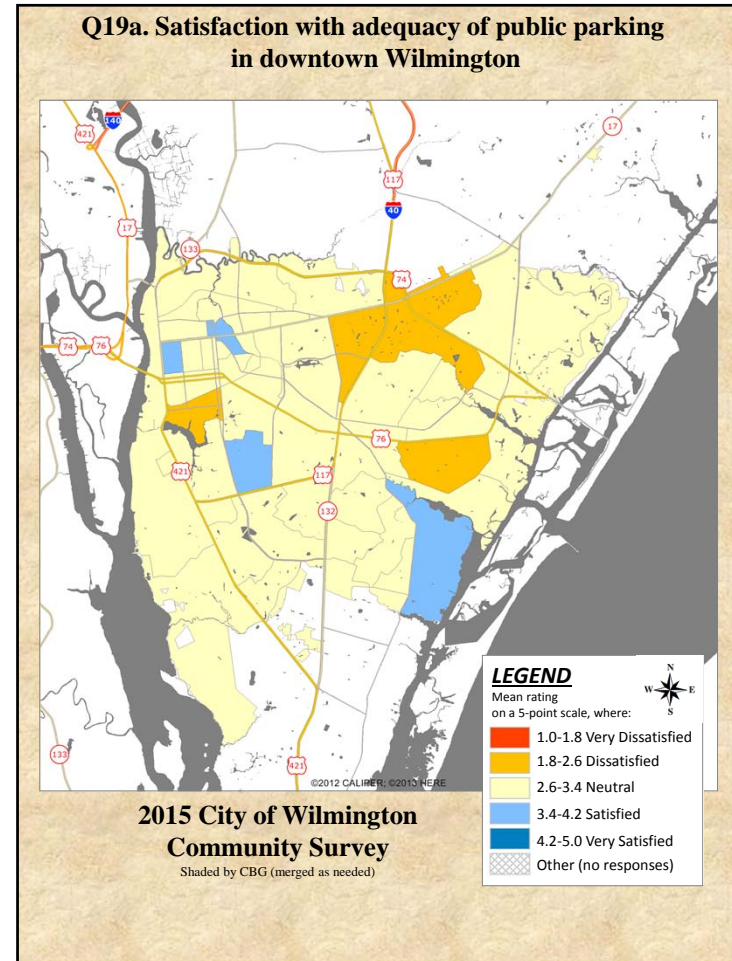 Q19a. Satisfaction with adequacy of public parking
in downtown Wilmington
140
421
17
117
17
40
133
74
74
76
76
421
117
132
133
421
©2012 CALIPER; ©2013 HERE
LEGEND
Mean rating
on a 5-point scale, where:
N
W
E
S
1.0-1.8 Very Dissatisfied
1.8-2.6 Dissatisfied
2.6-3.4 Neutral
3.4-4.2 Satisfied
4.2-5.0 Very Satisfied
Other (no responses)
2015 City of Wilmington
Community Survey
Shaded by CBG (merged as needed)